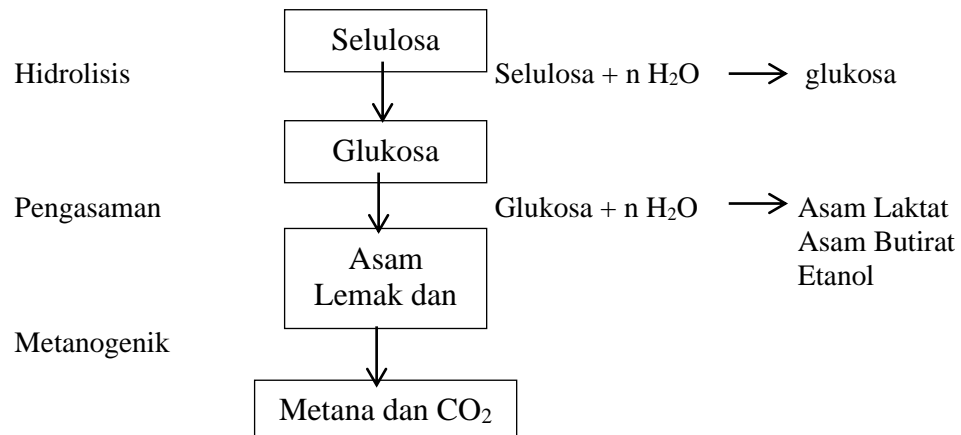 Selulosa
Hidrolisis
Selulosa + n H₂O → glukosa
Glukosa
Pengasaman
Glukosa + n H₂O → Asam Laktat
Asam Butirat
Etanol
Asam
Lemak dan
Metanogenik
Metana dan CO₂